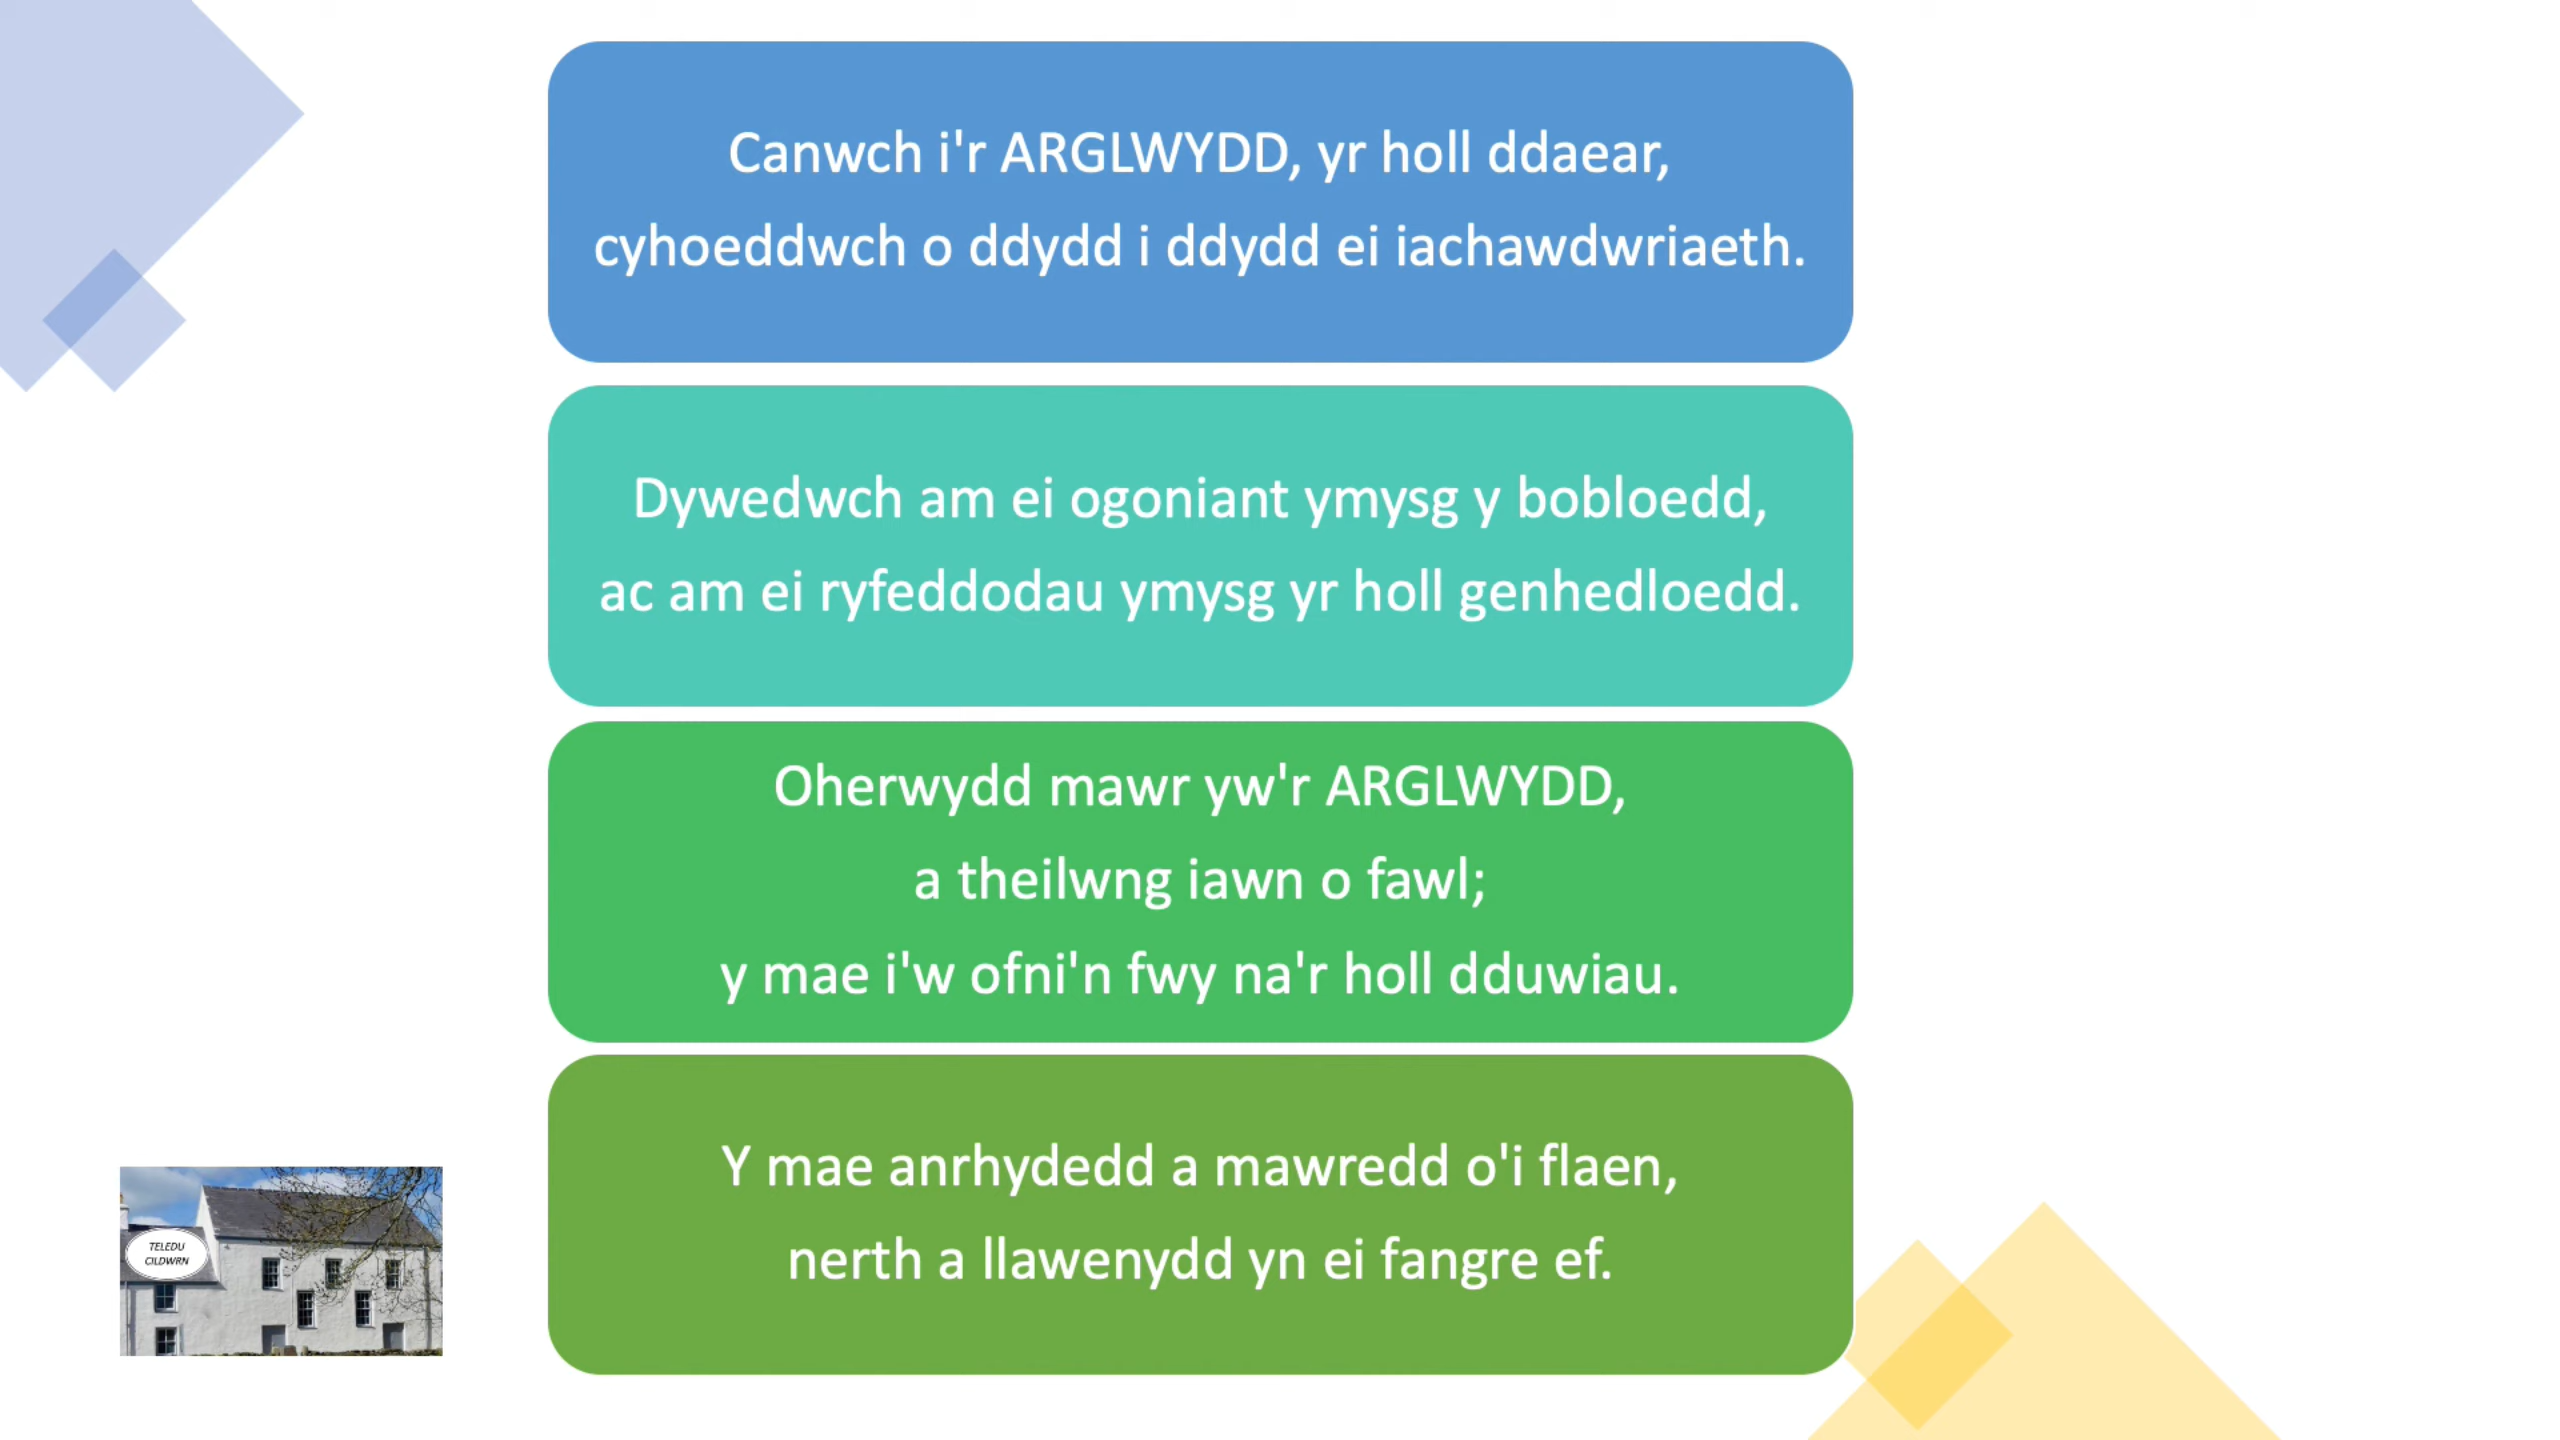 Canwch i'r ARGLWYDD, yr holl ddaear,
cyhoeddwch o ddydd i ddydd ei iachawdwriaeth.
Dywedwch am ei ogoniant ymysg y bobloedd,
ac am ei ryfeddodau ymysg yr holl genhedloedd.
Oherwydd mawr yw'r ARGLWYDD,
a theilwng iawn o fawl;
y mae i'w ofni'n fwy na'r holl dduwiau.
Y mae anrhydedd a mawredd o'i flaen,
nerth a llawenydd yn ei fangre ef.
TELEDU
CILDWRN